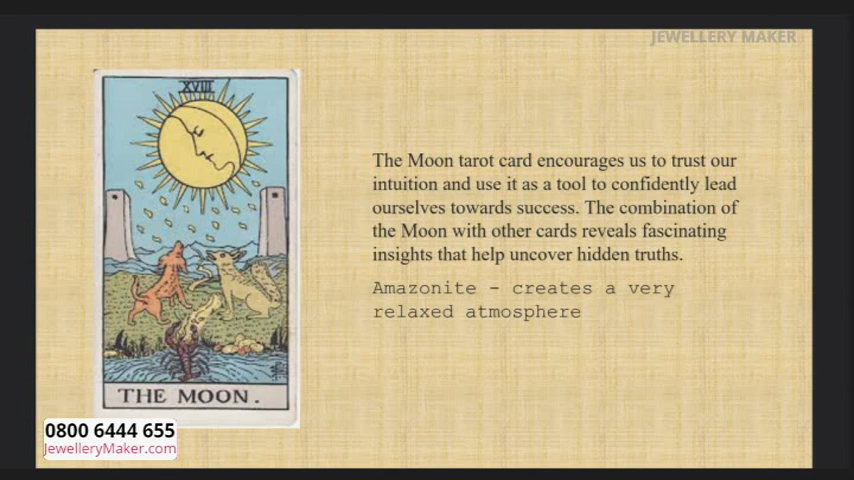 JEWELLERY MAKER
XVIII
The Moon tarot card encourages us to trust our
intuition and use it as a tool to confidently lead
ourselves towards success. The combination of
the Moon with other cards reveals fascinating
insights that help uncover hidden truths.
Amazonite - creates a very
relaxed atmosphere
THE MOON.
0800 6444 655
JewelleryMaker.com